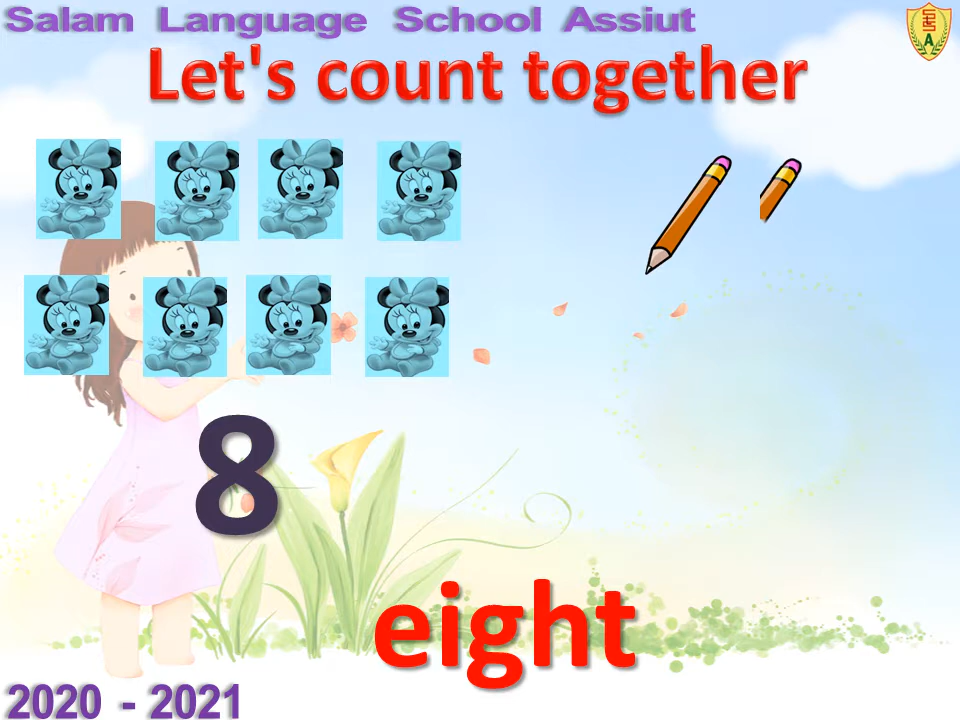 Salam Language School Assiut
Let's count together
8
eight
2020 - 2021